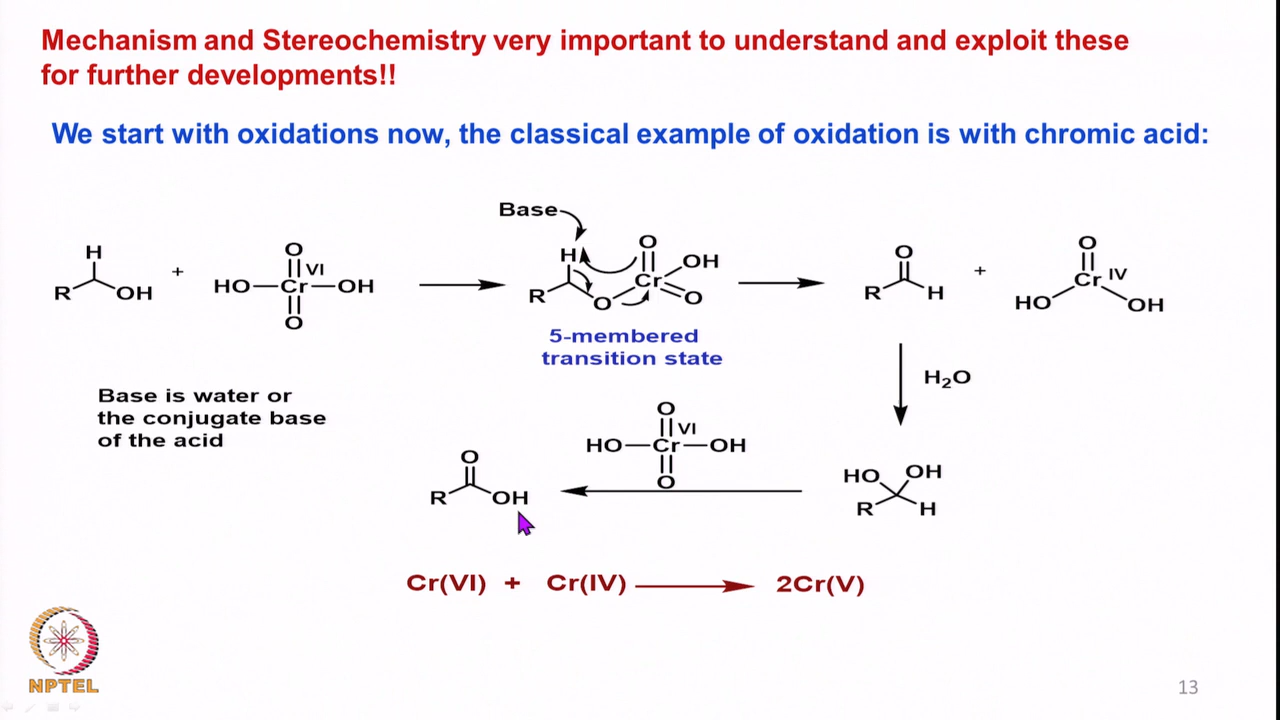 Mechanism and Stereochemistry very important to understand and exploit these
for further developments!!
We start with oxidations now, the classical example of oxidation is with chromic acid:
H
R
OH
+
O
VI
HO Cr OH
O
Base
H
O
OH
Cr
R
O
O
5-membered
transition state
O
R
H
+
O
Cr IV
HO
OH
H2O
Base is water or
the conjugate base
of the acid
O
VI
HO Cr OH
O
O
R
OH
HO OH
R H
Cr(VI) + Cr(IV) 2Cr(V)
NPTEL
13